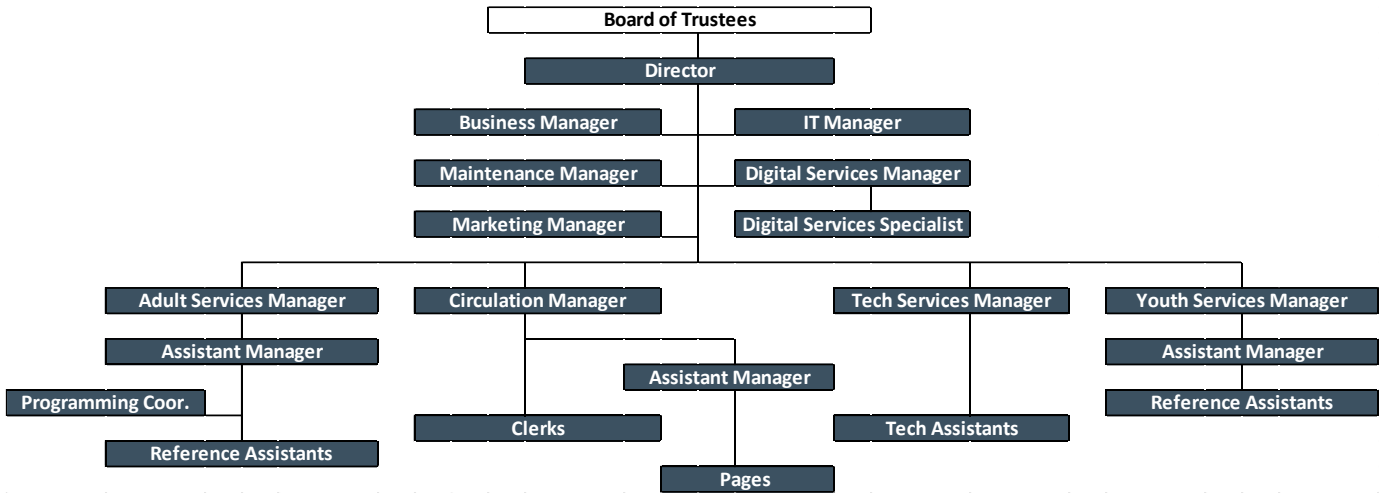 Board of Trustees
Director
Business Manager
IT Manager
Maintenance Manager
Digital Services Manager
Marketing Manager
Digital Services Specialist
Adult Services Manager
Circulation Manager
Tech Services Manager
Youth Services Manager
Assistant Manager
Assistant Manager
Assistant Manager
Programming Coor.
Reference Assistants
Clerks
Tech Assistants
Reference Assistants
Pages